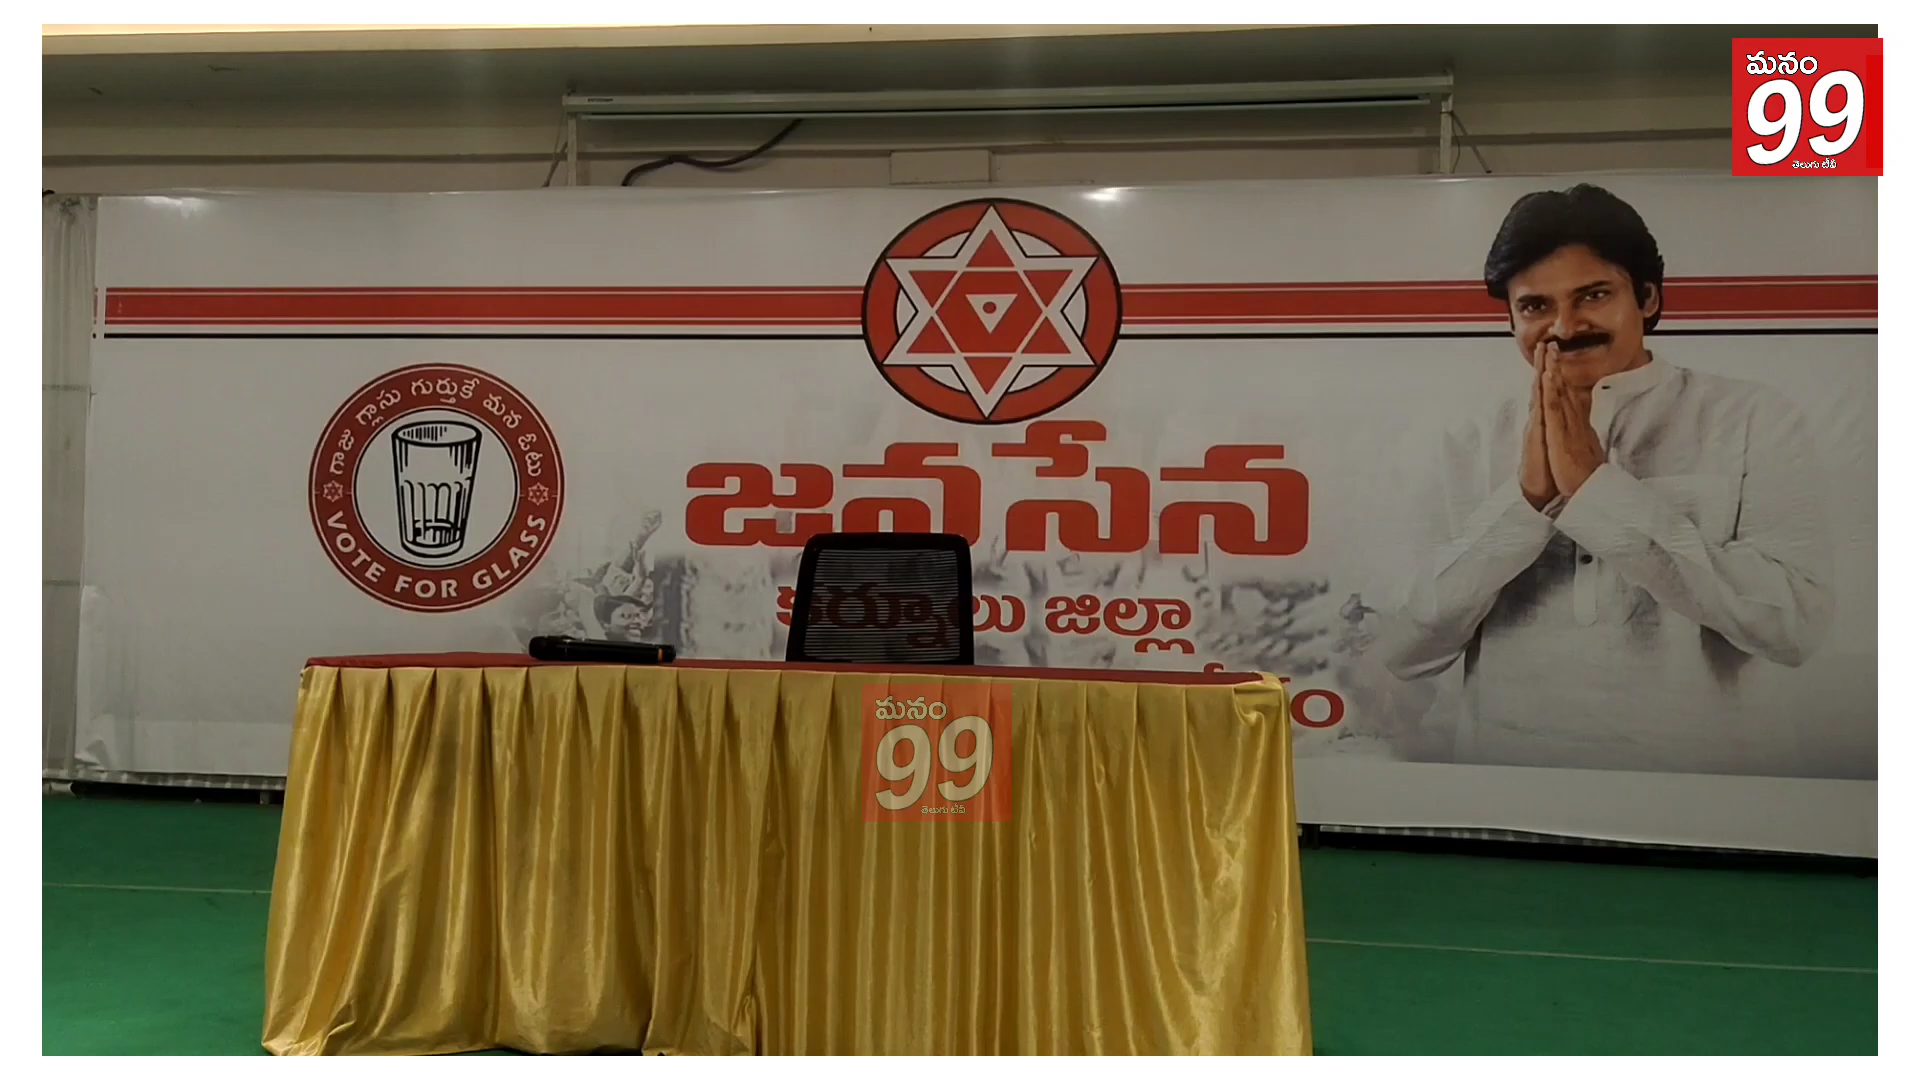 మనం
99
తెలుగు టీవీ
గాజు గ్లాసు గుర్తుకే మన ఓటు
VOTE FOR GLASS
జనసేన
కర్నూలు జిల్లా
మనం
99
తెలుగు టీవీ